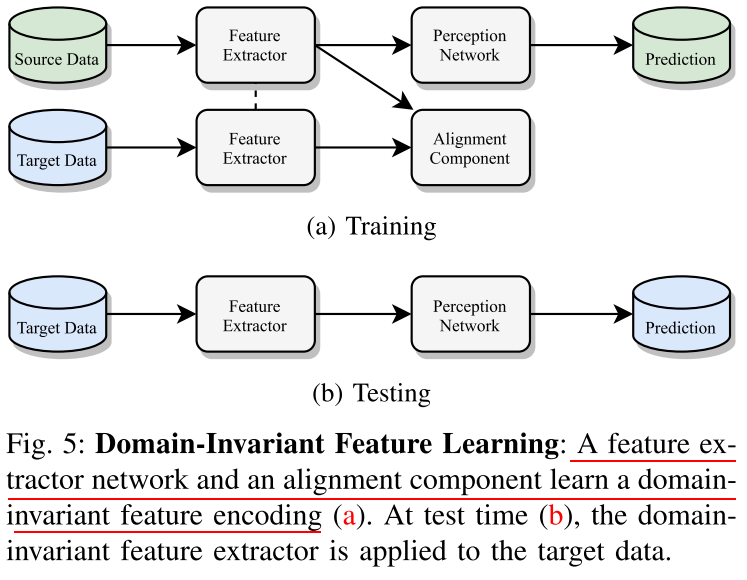 Source Data
Feature
Extractor
Perception
Network
Prediction
Target Data
Feature
Extractor
Alignment
Component
(a) Training
Target Data
Feature
Extractor
Perception
Network
Prediction
(b) Testing
Fig. 5: Domain-Invariant Feature Learning: A feature ex-
tractor network and an alignment component learn a domain-
invariant feature encoding (a). At test time (b), the domain-
invariant feature extractor is applied to the target data.